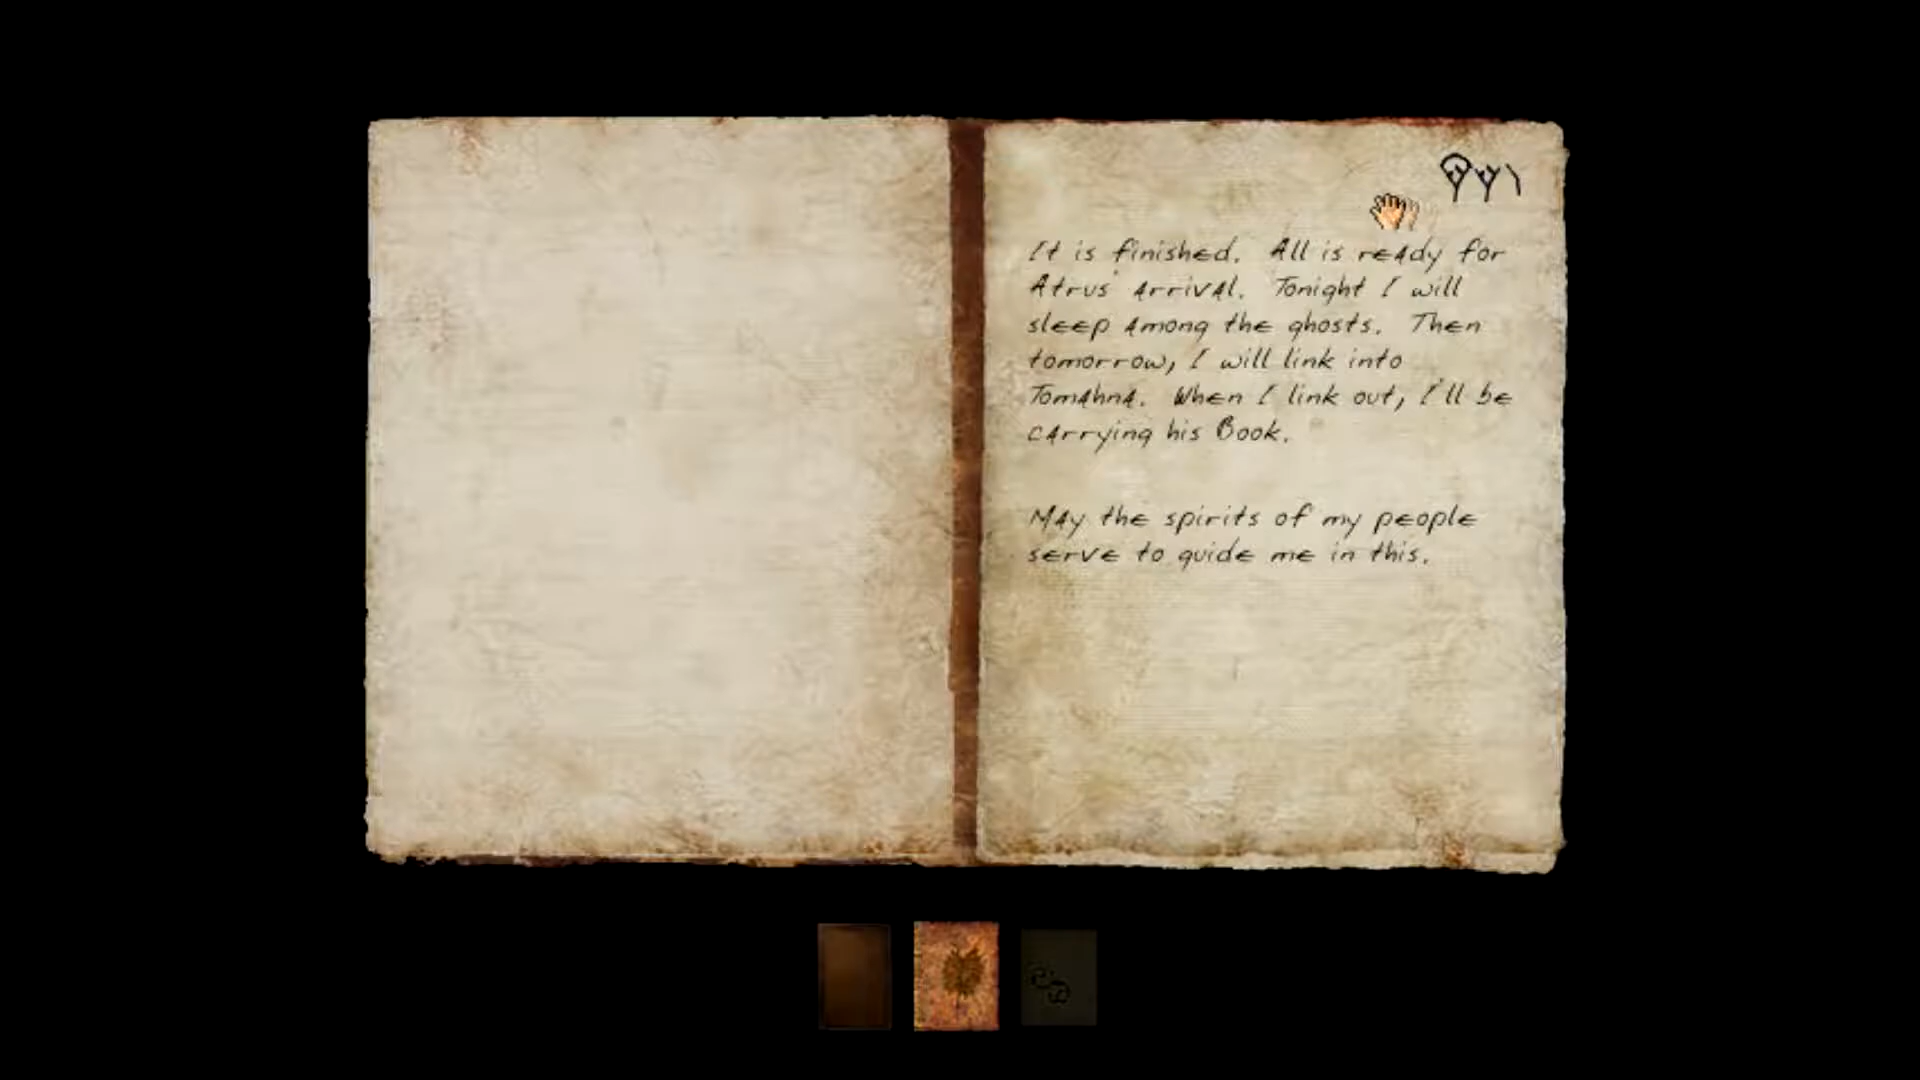 It is finished. All is ready for
Atrus' arrival. Tonight I will
sleep among the ghosts. Then
tomorrow, I will link into
Tomahna. When I link out, I'll be
carrying his Book.
May the spirits of my people
serve to guide me in this.